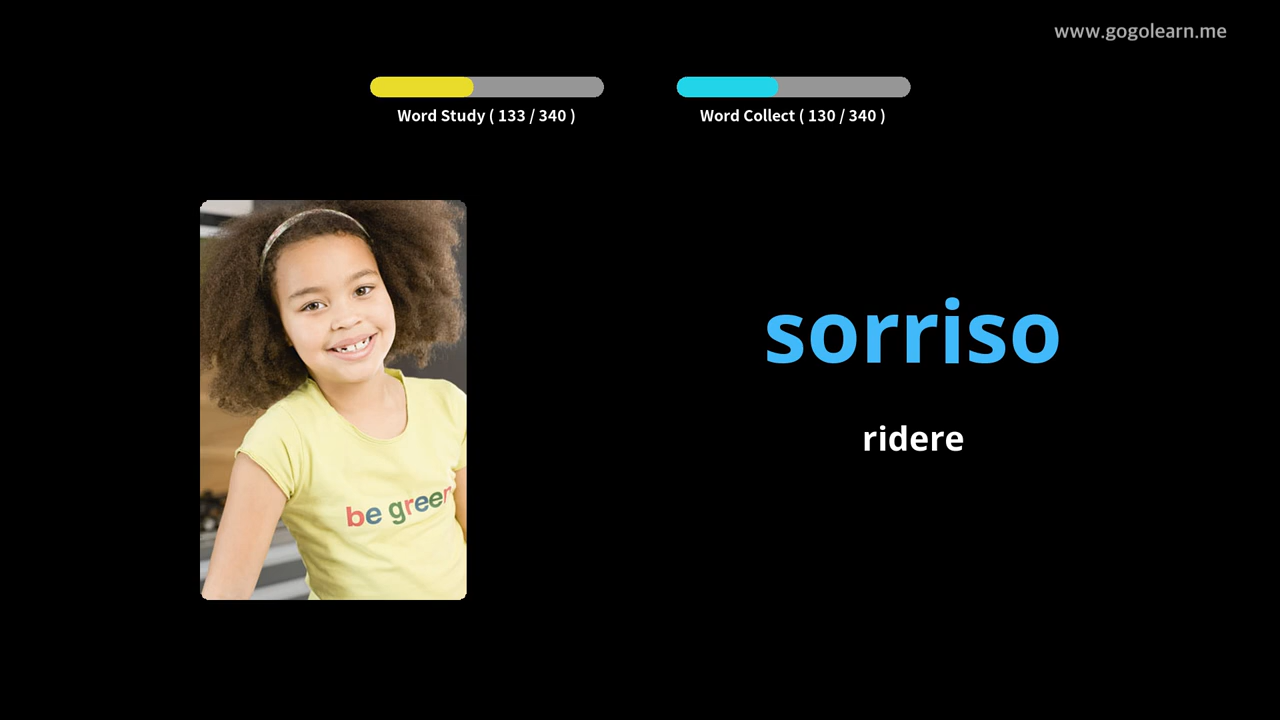 www.gogolearn.me
Word Study ( 133 / 340 )
Word Collect ( 130 / 340 )
sorriso
ridere
be green